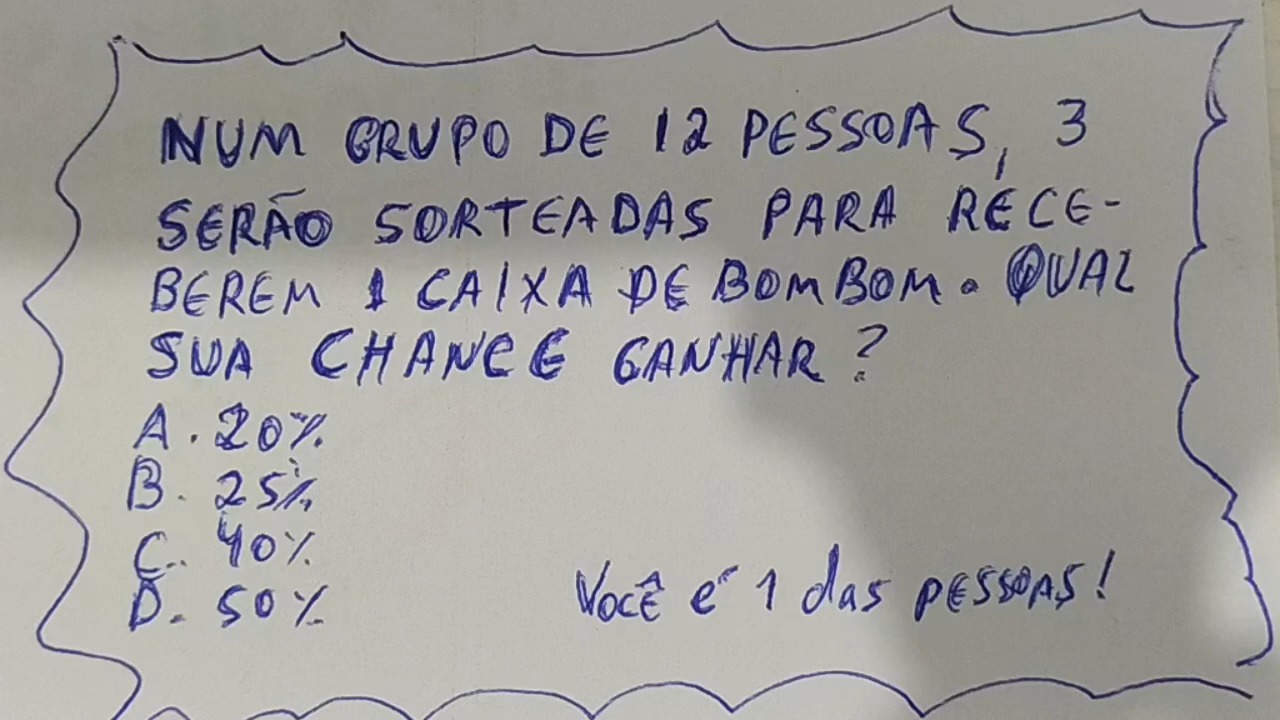 NUM GRUPO DE 12 PESSOAS, 3
SERÃO SORTEADAS PARA RECE-
BEREM 1 CAIXA DE BOMBOM. QUAL
SUA CHANCE GANHAR?
A. 20%
B. 25%
C. 40%
D. 50%
Você é 1 das PESSOAS!